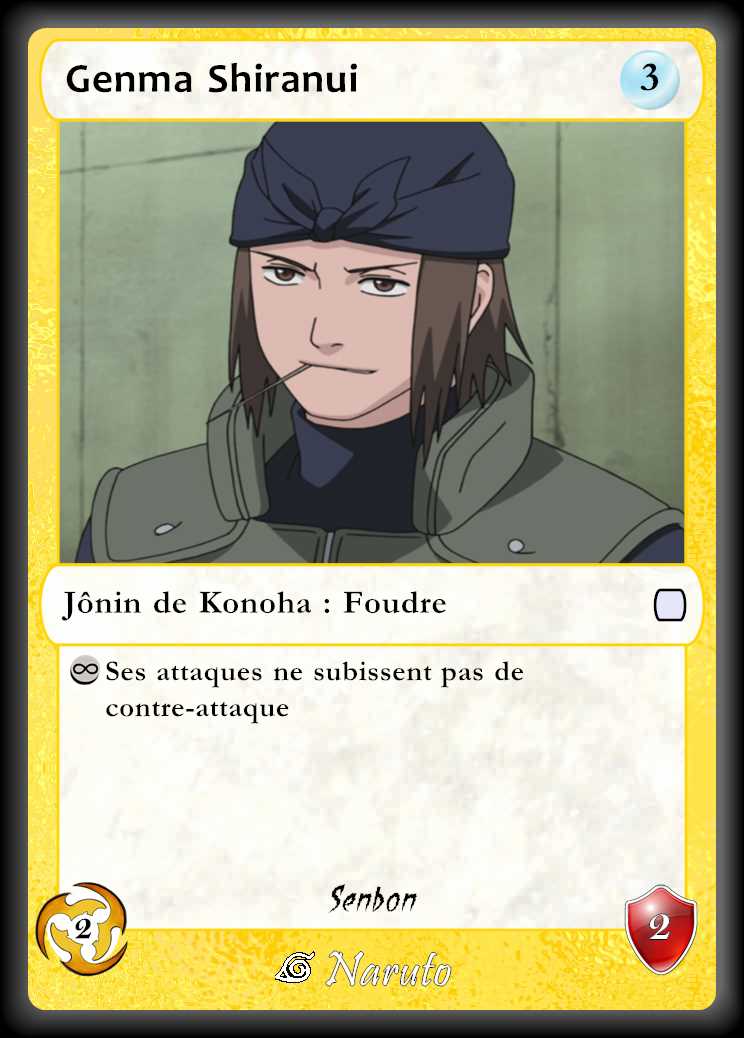 Genma Shiranui
3
Jônin de Konoha : Foudre
Ses attaques ne subissent pas de
contre-attaque
Senbon
2
2
Naruto